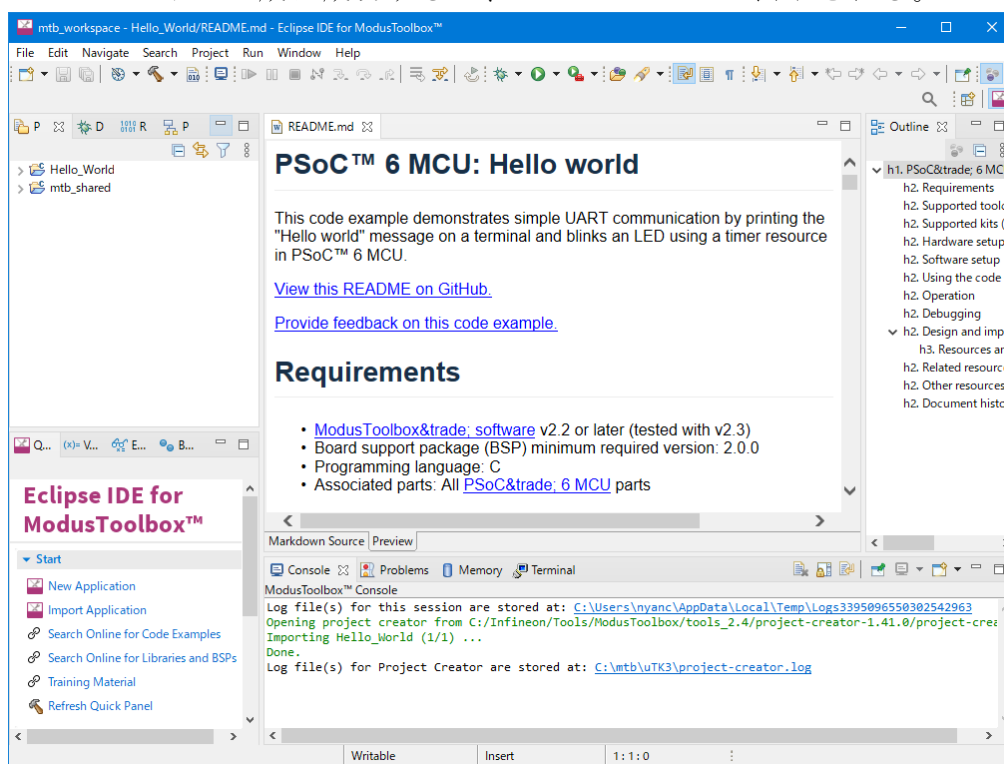 mtb_workspace - Hello_World/README.md - Eclipse IDE for ModusToolbox™
File Edit Navigate Search Project Run Window Help
P D R P
Hello_World
mtb_shared
README.md
PSoC™ 6 MCU: Hello world
This code example demonstrates simple UART communication by printing the
"Hello world" message on a terminal and blinks an LED using a timer resource
in PSoC™ 6 MCU.
View this README on GitHub.
Provide feedback on this code example.
Requirements
• ModusToolbox&trade; software v2.2 or later (tested with v2.3)
• Board support package (BSP) minimum required version: 2.0.0
• Programming language: C
• Associated parts: All PSoC&trade; 6 MCU parts
Markdown Source Preview
Outline
h1. PSoC&trade; 6 MC
h2. Requirements
h2. Supported toolc
h2. Supported kits (
h2. Hardware setup
h2. Software setup
h2. Using the code
h2. Operation
h2. Debugging
h2. Design and imp
h3. Resources ar
h2. Related resourc
h2. Other resources
h2. Document histo
Q... (x)= V... E... B...
Eclipse IDE for
ModusToolbox™
Start
New Application
Import Application
Search Online for Code Examples
Search Online for Libraries and BSPs
Training Material
Refresh Quick Panel
Console Problems Memory Terminal
ModusToolbox™ Console
Log file(s) for this session are stored at: C:\Users\nyanc\AppData\Local\Temp\Logs3395096550302542963
Opening project creator from C:/Infineon/Tools/ModusToolbox/tools_2.4/project-creator-1.41.0/project-crea
Importing Hello_World (1/1) ...
Done.
Log file(s) for Project Creator are stored at: C:\mtb\uTK3\project-creator.log
Writable Insert 1:1:0